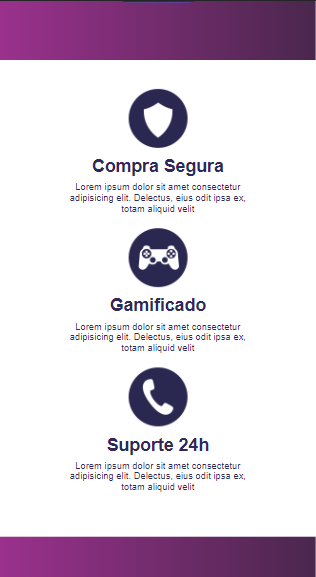 Compra Segura
Lorem ipsum dolor sit amet consectetur
adipisicing elit. Delectus, eius odit ipsa ex,
totam aliquid velit
Gamificado
Lorem ipsum dolor sit amet consectetur
adipisicing elit. Delectus, eius odit ipsa ex,
totam aliquid velit
Suporte 24h
Lorem ipsum dolor sit amet consectetur
adipisicing elit. Delectus, eius odit ipsa ex,
totam aliquid velit